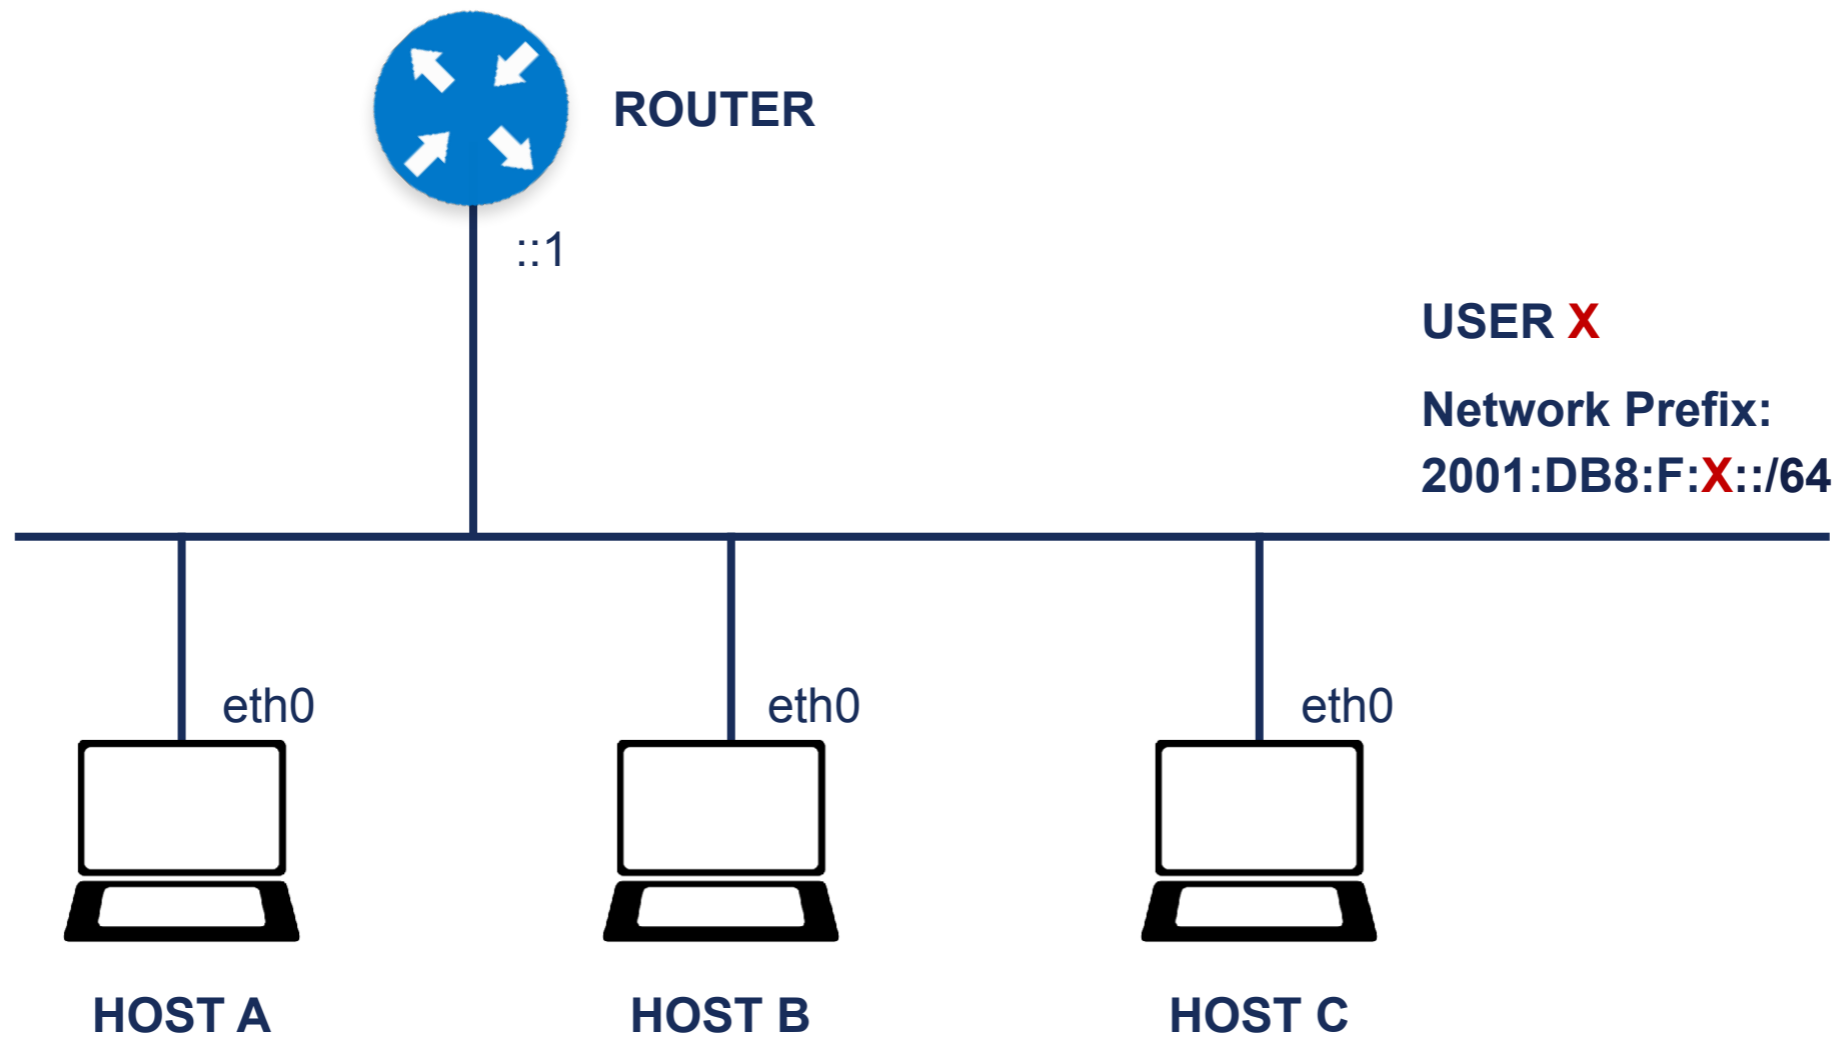 ROUTER
::1
USER X
Network Prefix:
2001:DB8:F:X::/64
eth0
eth0
eth0
HOST A
HOST B
HOST C